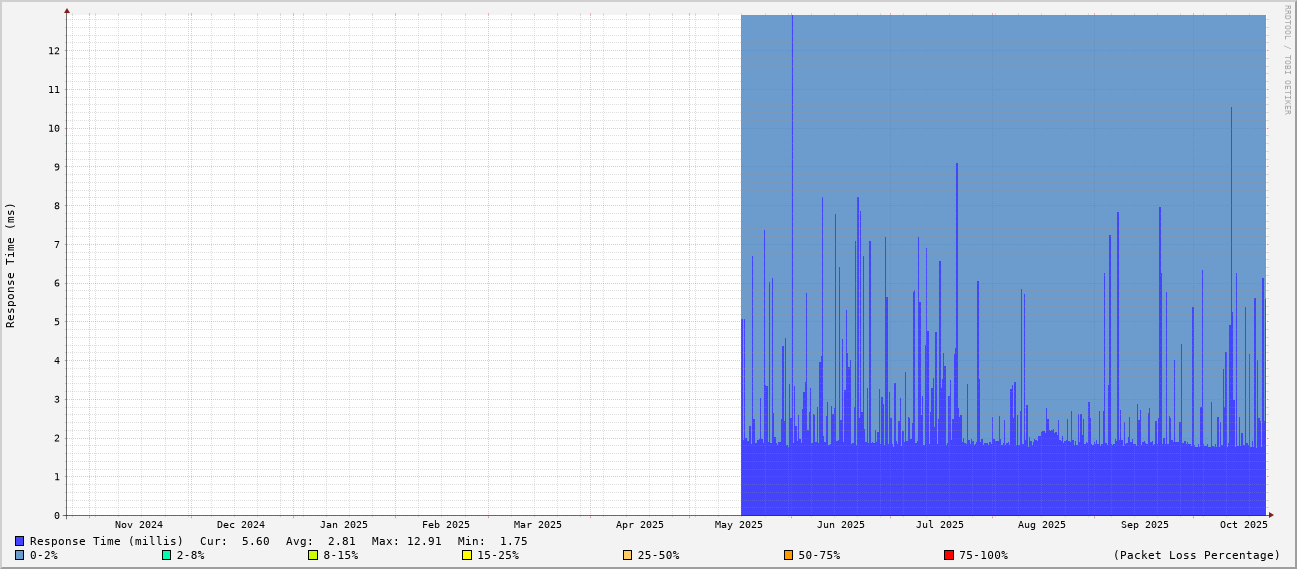 RRDTOOL / TOBI OETIKER
Response Time (ms)
12
11
10
9
8
7
6
5
4
3
2
1
0
Nov 2024 Dec 2024 Jan 2025 Feb 2025 Mar 2025 Apr 2025 May 2025 Jun 2025 Jul 2025 Aug 2025 Sep 2025 Oct 2025
Response Time (millis) Cur: 5.60 Avg: 2.81 Max: 12.91 Min: 1.75
0-2% 2-8% 8-15% 15-25% 25-50% 50-75% 75-100% (Packet Loss Percentage)